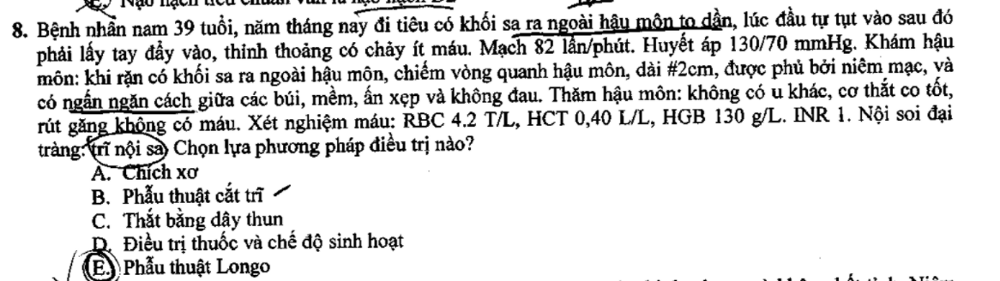 8. Bệnh nhân nam 39 tuổi, năm tháng nay đi tiêu có khối sa ra ngoài hậu môn to dần, lúc đầu tự tụt vào sau đó
phải lấy tay đẩy vào, thỉnh thoảng có chảy ít máu. Mạch 82 lần/phút. Huyết áp 130/70 mmHg. Khám hậu
môn: khi rặn có khối sa ra ngoài hậu môn, chiếm vòng quanh hậu môn, dài #2cm, được phủ bởi niêm mạc, và
có ngấn ngăn cách giữa các búi, mềm, ấn xẹp và không đau. Thăm hậu môn: không có u khác, cơ thắt co tốt,
rút găng không có máu. Xét nghiệm máu: RBC 4.2 T/L, HCT 0,40 L/L, HGB 130 g/L. INR 1. Nội soi đại
tràng: trĩ nội sa. Chọn lựa phương pháp điều trị nào?
A. Chích xơ
B. Phẫu thuật cắt trĩ
C. Thắt bằng dây thun
D. Điều trị thuốc và chế độ sinh hoạt
E. Phẫu thuật Longo